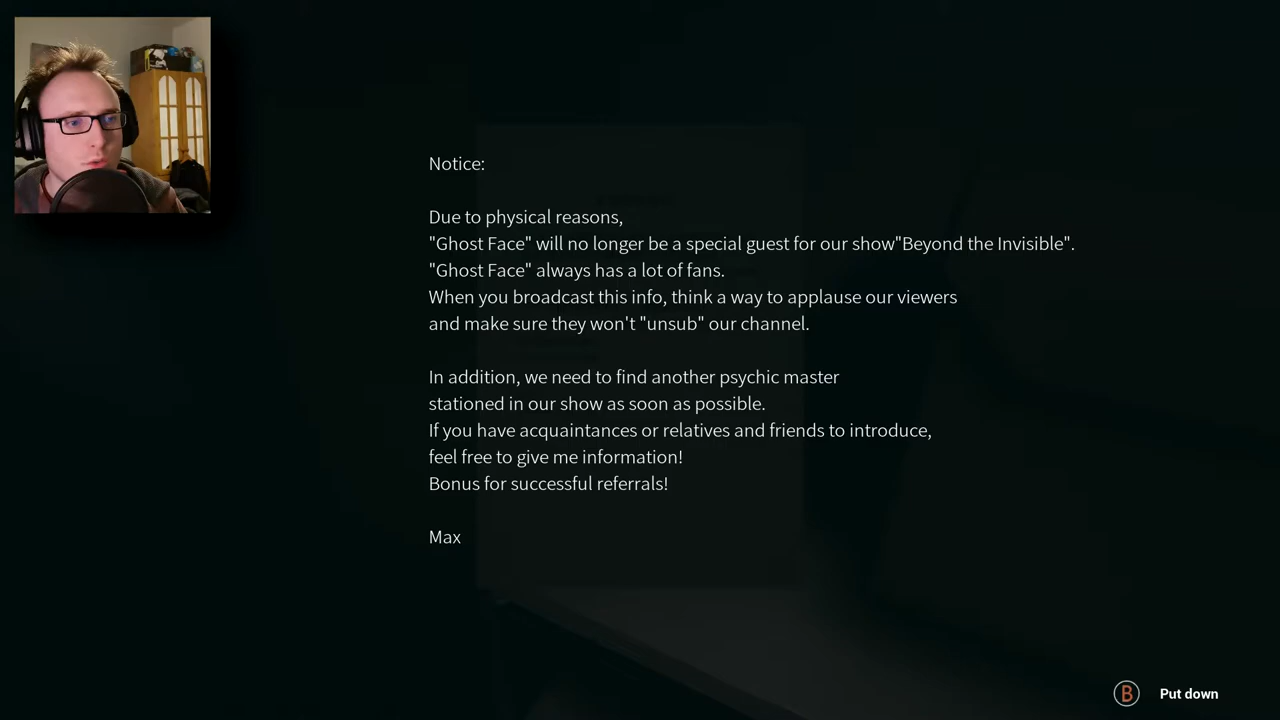 Notice:
Due to physical reasons,
"Ghost Face" will no longer be a special guest for our show"Beyond the Invisible".
"Ghost Face" always has a lot of fans.
When you broadcast this info, think a way to applause our viewers
and make sure they won't "unsub" our channel.
In addition, we need to find another psychic master
stationed in our show as soon as possible.
If you have acquaintances or relatives and friends to introduce,
feel free to give me information!
Bonus for successful referrals!
Max
B Put down